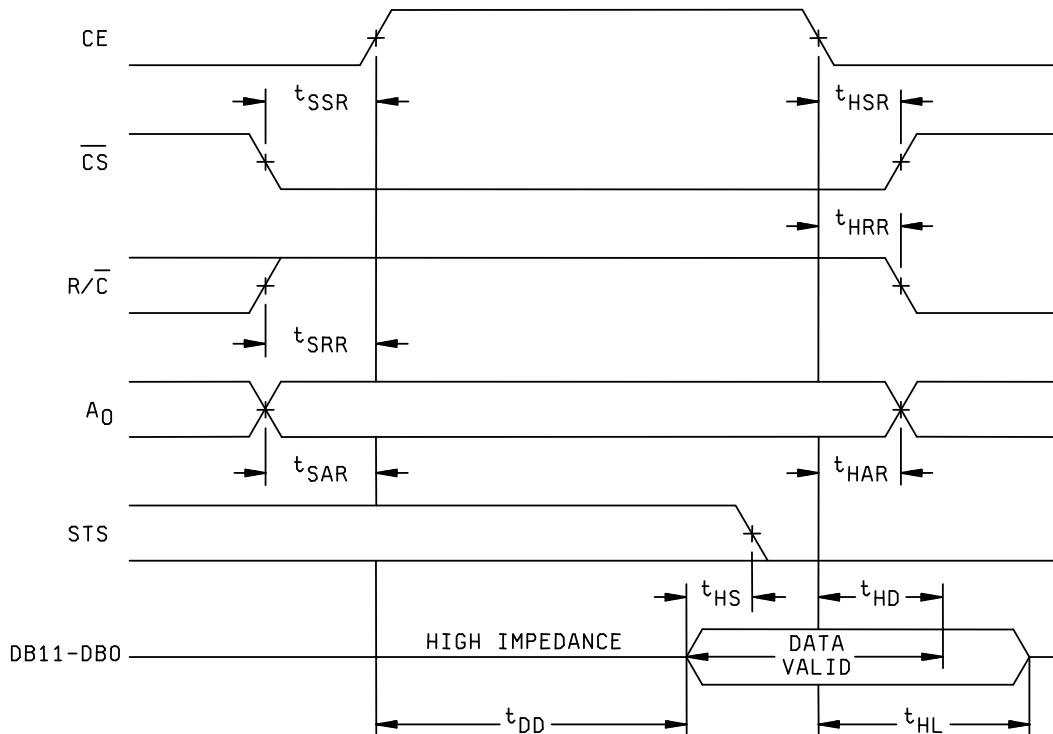 CE
tSSR
tHSR
C̅S̅
tHRR
R/C̅
tSRR
A0
tSAR
tHAR
STS
tHS
tHD
DB11-DB0
HIGH IMPEDANCE
DATA
VALID
tDD
tHL